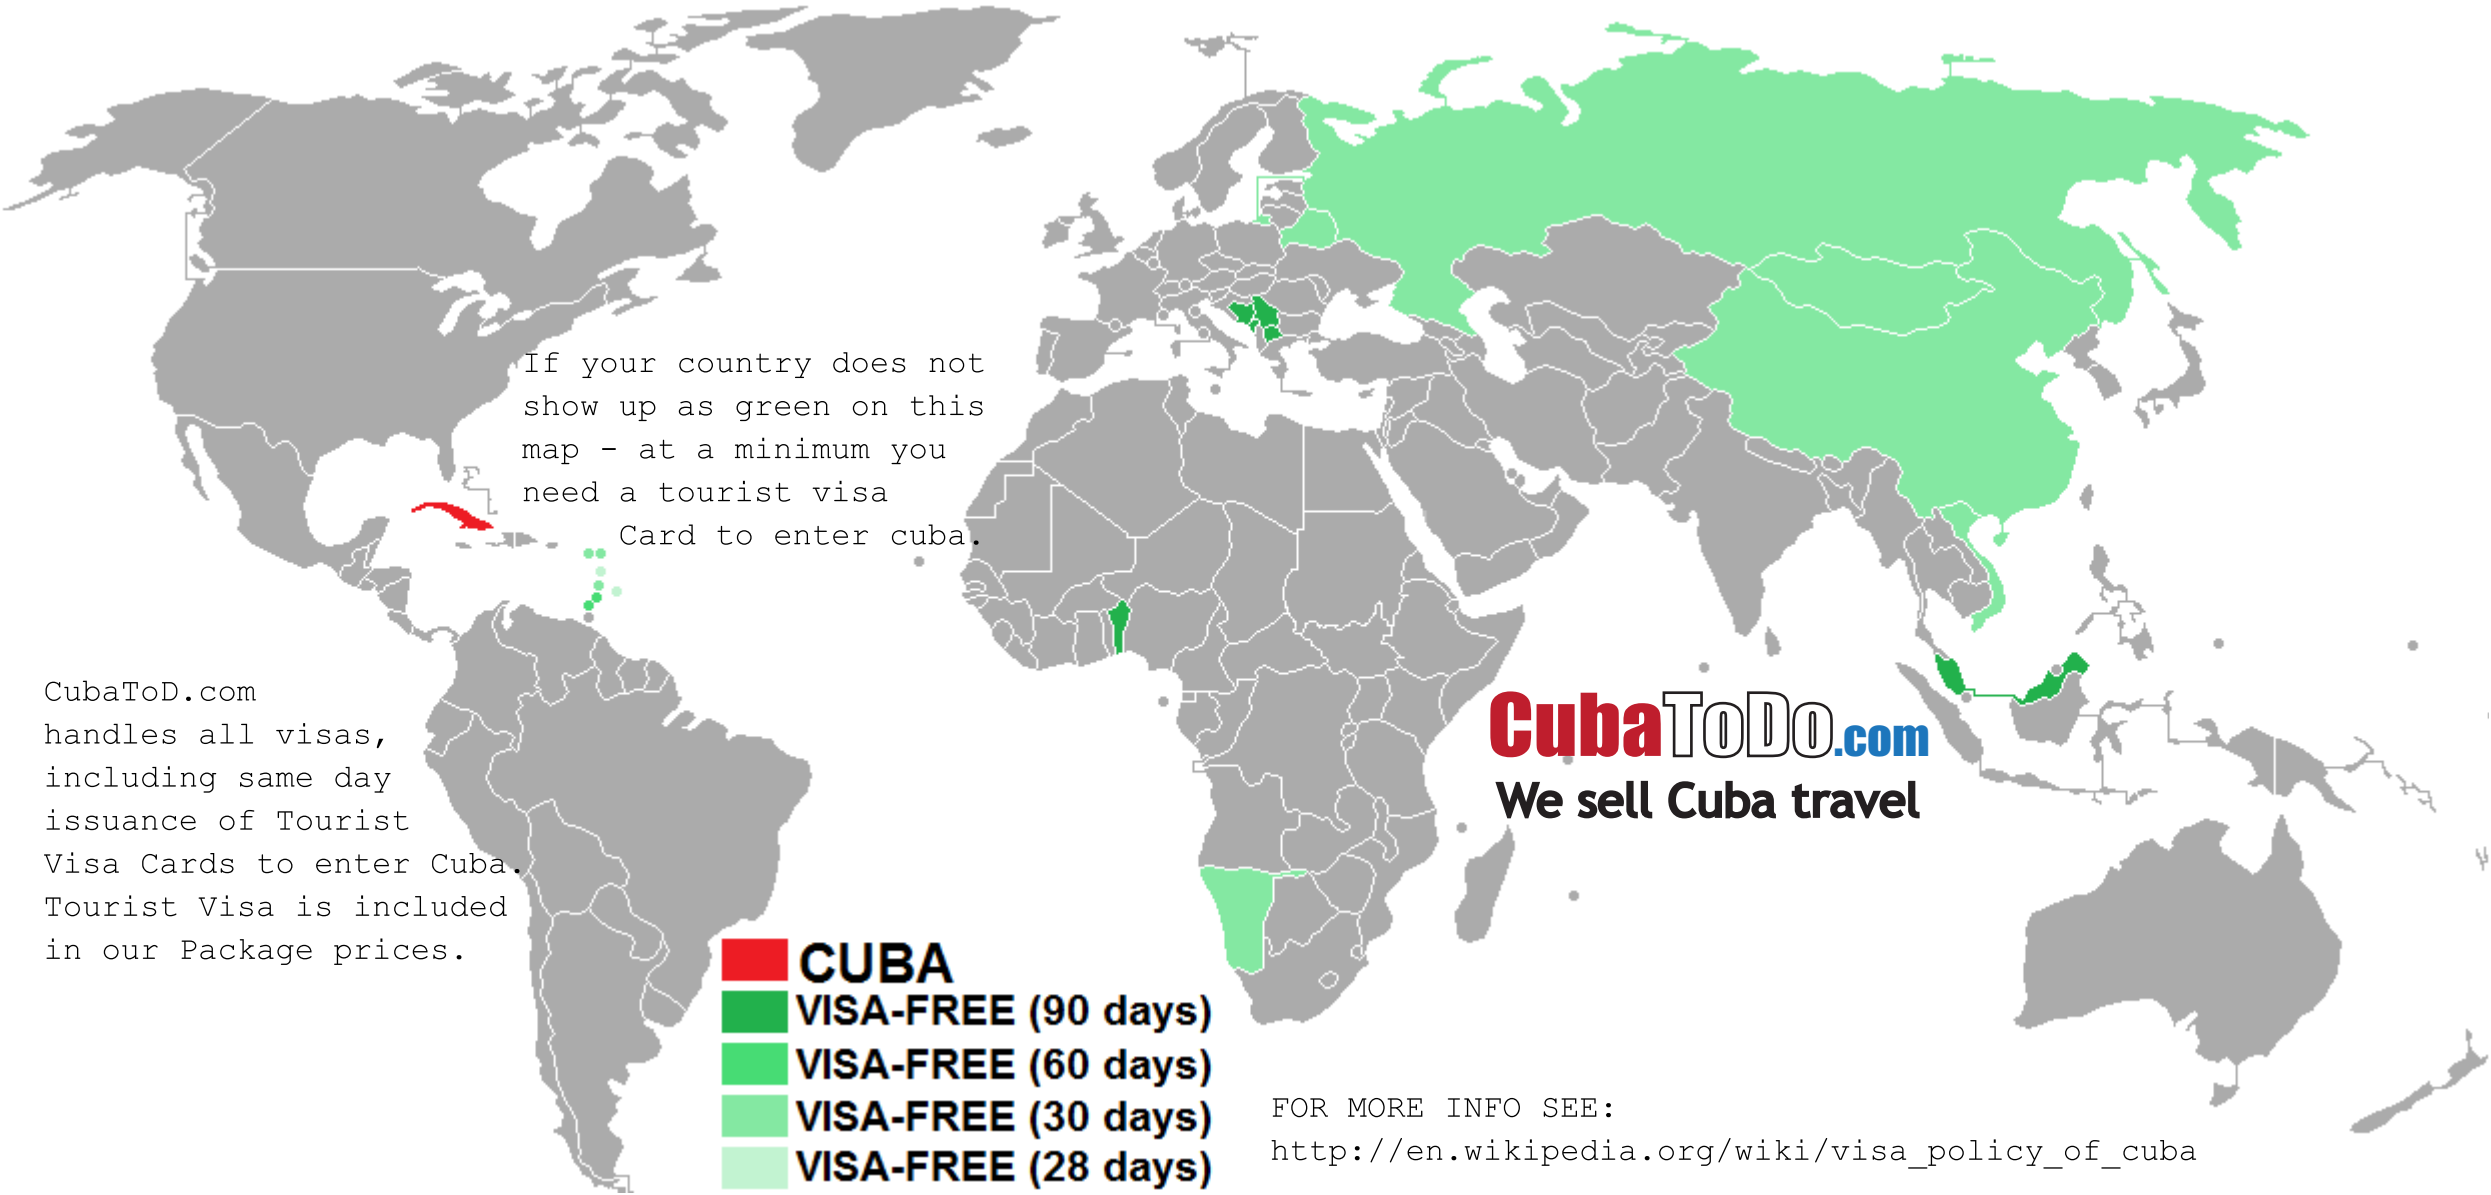 If your country does not
show up as green on this
map - at a minimum you
need a tourist visa
Card to enter cuba.
CubaToD.com
handles all visas,
including same day
issuance of Tourist
Visa Cards to enter Cuba.
Tourist Visa is included
in our Package prices.
CubaToDo.com
We sell Cuba travel
CUBA
VISA-FREE (90 days)
VISA-FREE (60 days)
VISA-FREE (30 days)
VISA-FREE (28 days)
FOR MORE INFO SEE:
http://en.wikipedia.org/wiki/visa_policy_of_cuba